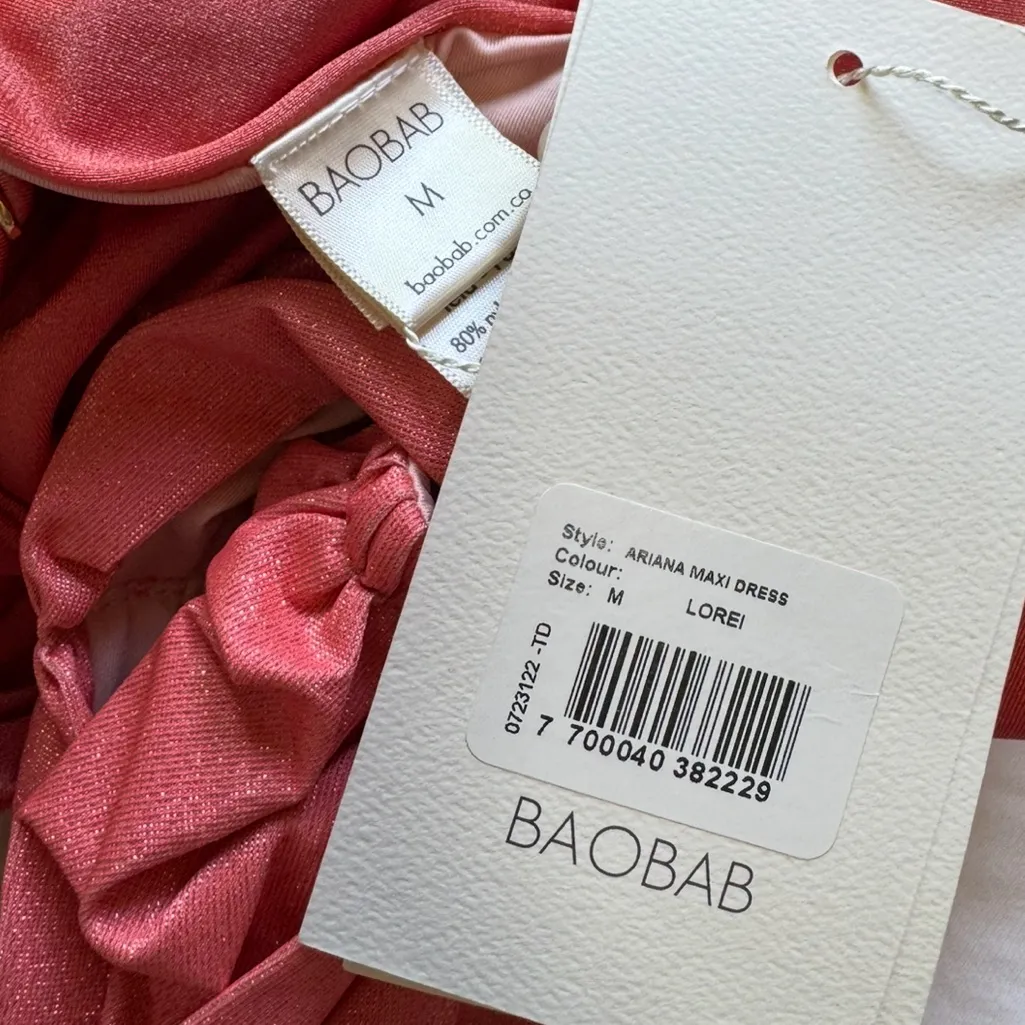 BAOBAB
M
baobab.com.co
80%
Style: ARIANA MAXI DRESS
Colour:
Size: M LOREI
0723122 -TD
7 700040 382229
BAOBAB